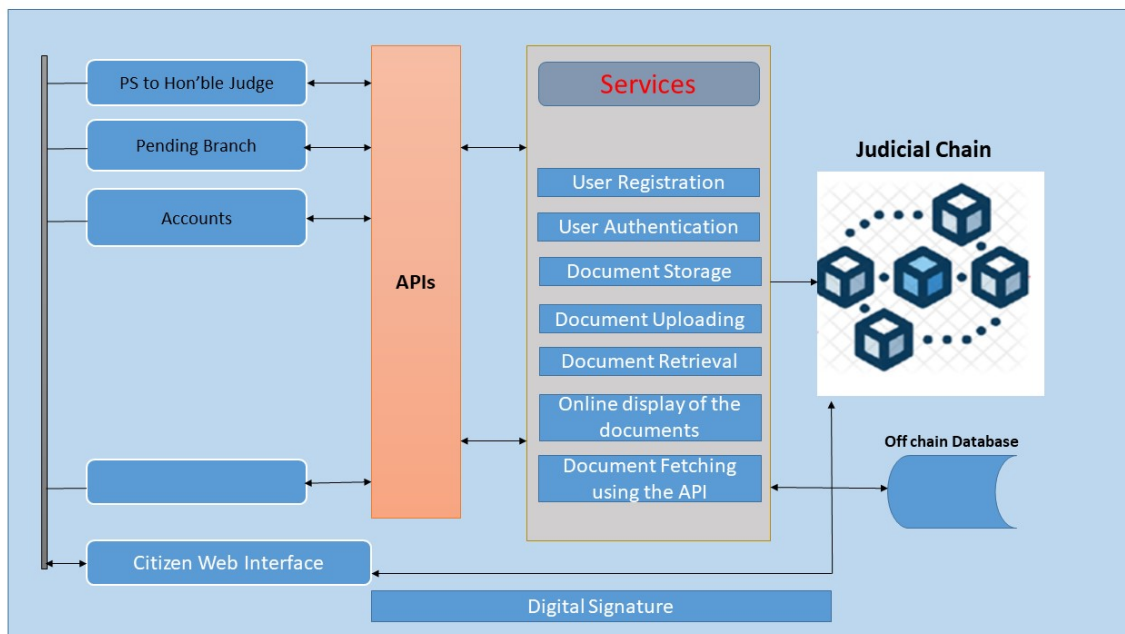 PS to Hon'ble Judge
Pending Branch
Accounts
Citizen Web Interface
APIs
Services
User Registration
User Authentication
Document Storage
Document Uploading
Document Retrieval
Online display of the
documents
Document Fetching
using the API
Judicial Chain
Off chain Database
Digital Signature